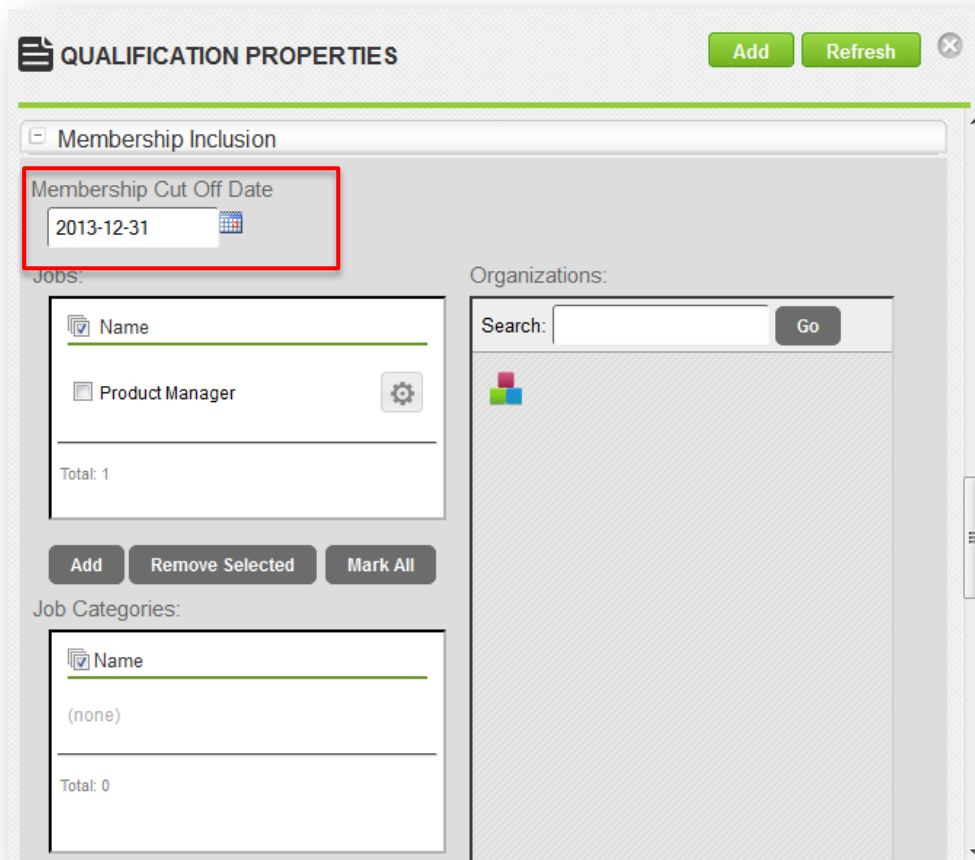 QUALIFICATION PROPERTIES
Add
Refresh
Membership Inclusion
Membership Cut Off Date
2013-12-31
Jobs:
Name
Product Manager
Total: 1
Add
Remove Selected
Mark All
Job Categories:
Name
(none)
Total: 0
Organizations:
Search:
Go